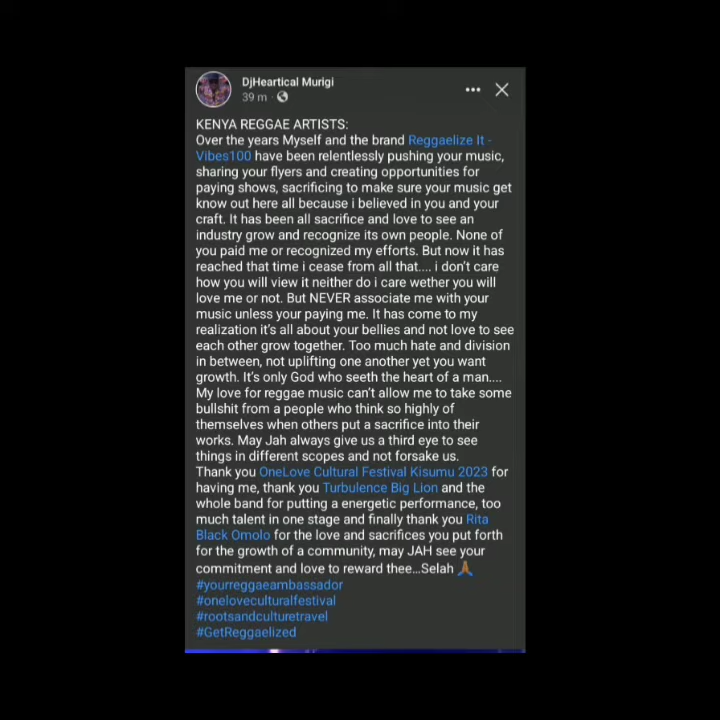 DjHeartical Murigi
39 m
KENYA REGGAE ARTISTS:
Over the years Myself and the brand Reggaelize It -
Vibes100 have been relentlessly pushing your music,
sharing your flyers and creating opportunities for
paying shows, sacrificing to make sure your music get
know out here all because i believed in you and your
craft. It has been all sacrifice and love to see an
industry grow and recognize its own people. None of
you paid me or recognized my efforts. But now it has
reached that time i cease from all that.... i don't care
how you will view it neither do i care wether you will
love me or not. But NEVER associate me with your
music unless your paying me. It has come to my
realization it's all about your bellies and not love to see
each other grow together. Too much hate and division
in between, not uplifting one another yet you want
growth. It's only God who seeth the heart of a man....
My love for reggae music can't allow me to take some
bullshit from a people who think so highly of
themselves when others put a sacrifice into their
works. May Jah always give us a third eye to see
things in different scopes and not forsake us.
Thank you OneLove Cultural Festival Kisumu 2023 for
having me, thank you Turbulence Big Lion and the
whole band for putting a energetic performance, too
much talent in one stage and finally thank you Rita
Black Omolo for the love and sacrifices you put forth
for the growth of a community, may JAH see your
commitment and love to reward thee...Selah 🙏🏾
#yourreggaeambassador
#oneloveculturalfestival
#rootsandculturetravel
#GetReggaelized